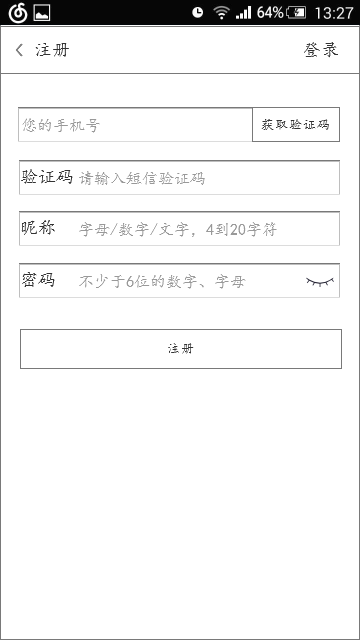 64% 13:27
注册 登录
您的手机号 获取验证码
验证码 请输入短信验证码
昵称 字母/数字/文字，4到20字符
密码 不少于6位的数字、字母
注册